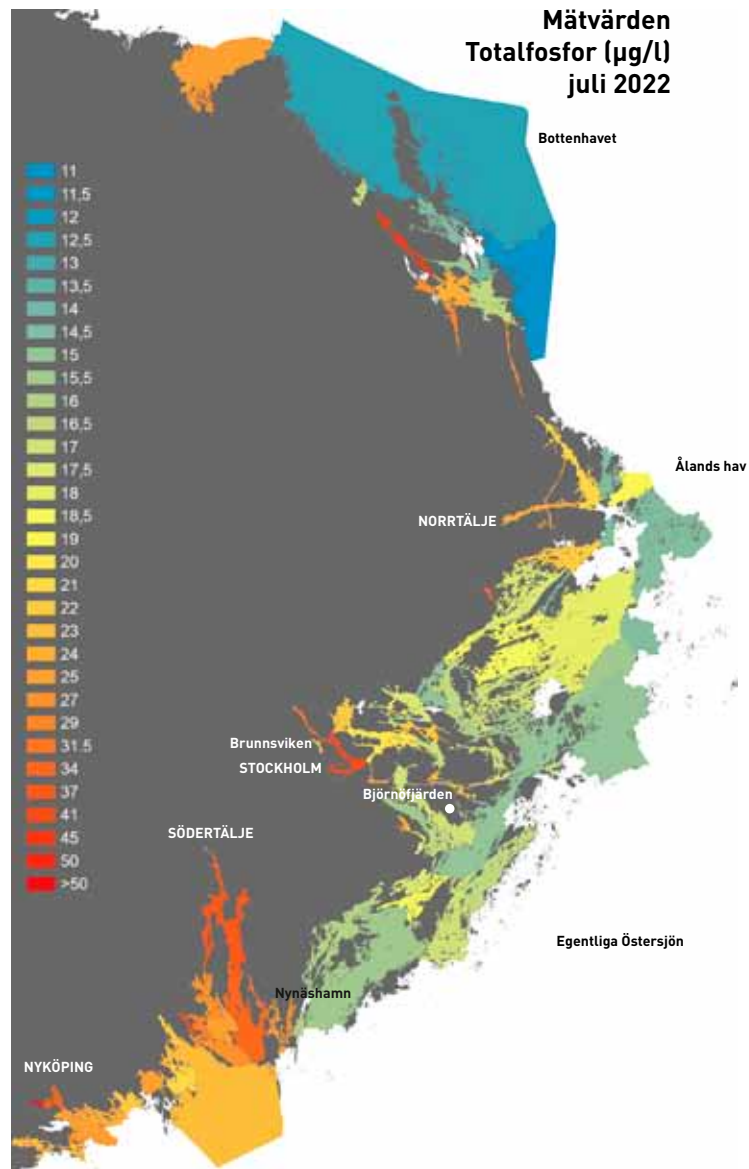 Mätvärden
Totalfosfor (µg/l)
juli 2022
Bottenhavet
11
11,5
12
12,5
13
13,5
14
14,5
15
15,5
16
16,5
17
17,5
18
18,5
19
20
21
22
23
24
25
27
29
31.5
34
37
41
45
50
>50
Ålands hav
NORRTÄLJE
Brunnsviken
STOCKHOLM
Björnöfjärden
SÖDERTÄLJE
Egentliga Östersjön
Nynäshamn
NYKÖPING